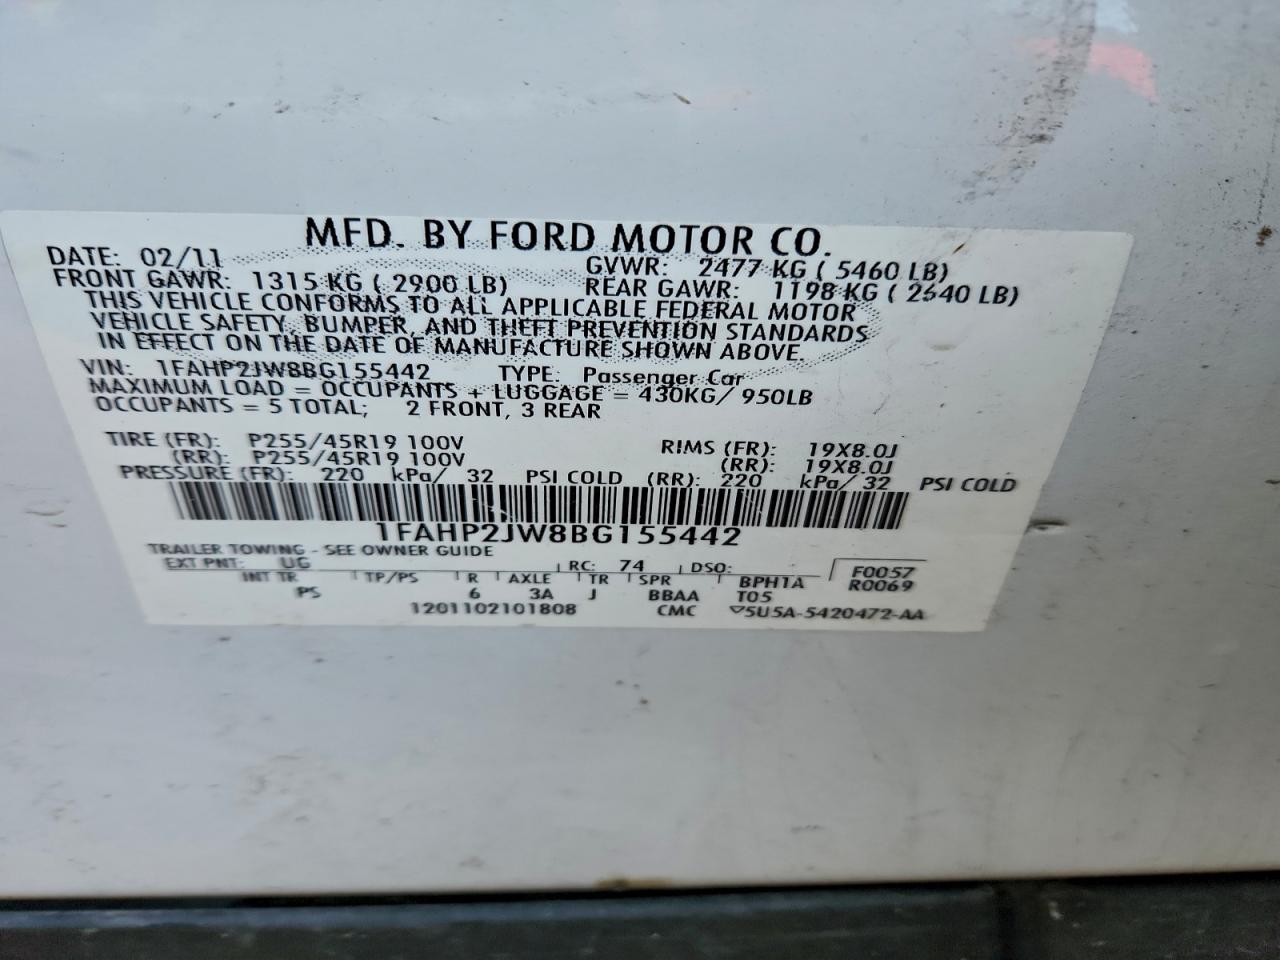 MFD. BY FORD MOTOR CO.
DATE: 02/11 GVWR: 2477 KG ( 5460 LB)
FRONT GAWR: 1315 KG ( 2900 LB) REAR GAWR: 1198 KG ( 2640 LB)
THIS VEHICLE CONFORMS TO ALL APPLICABLE FEDERAL MOTOR
VEHICLE SAFETY, BUMPER, AND THEFT PREVENTION STANDARDS
IN EFFECT ON THE DATE OF MANUFACTURE SHOWN ABOVE.
VIN: 1FAHP2JW8BG155442 TYPE: Passenger Car
MAXIMUM LOAD = OCCUPANTS + LUGGAGE = 430KG/ 950LB
OCCUPANTS = 5 TOTAL; 2 FRONT, 3 REAR
TIRE (FR): P255/45R19 100V RIMS (FR): 19X8.0J
(RR): P255/45R19 100V (RR): 19X8.0J
PRESSURE (FR): 220 kPa/ 32 PSI COLD (RR): 220 kPa/ 32 PSI COLD
1FAHP2JW8BG155442
TRAILER TOWING - SEE OWNER GUIDE
EXT PNT: UG RC: 74 DSO: F0057
INT TR TP/PS R AXLE TR SPR BPH1A R0069
PS 6 3A J BBAA T05
1201102101808 CMC ▽5U5A-5420472-AA